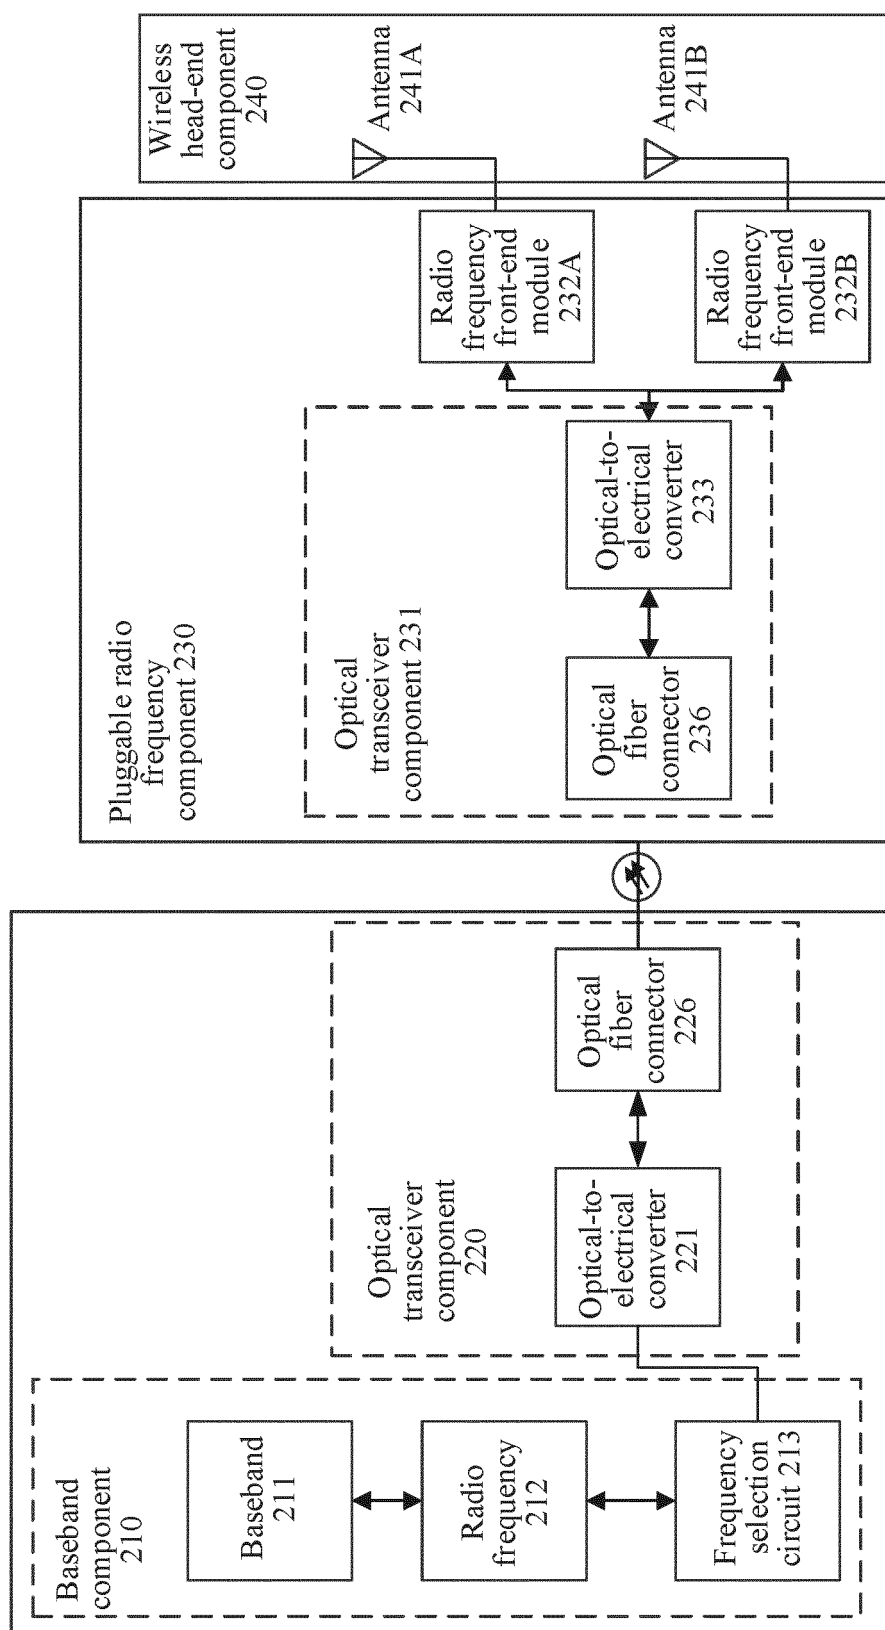 Baseband
component
210
Baseband
211
Radio
frequency
212
Frequency
selection
circuit 213
Optical
transceiver
component
220
Optical-to-
electrical
converter
221
Optical
fiber
connector
226
Pluggable radio
frequency
component 230
Optical
transceiver
component 231
Optical
fiber
connector
236
Optical-to-
electrical
converter
233
Radio
frequency
front-end
module
232A
Radio
frequency
front-end
module
232B
Wireless
head-end
component
240
Antenna
241A
Antenna
241B